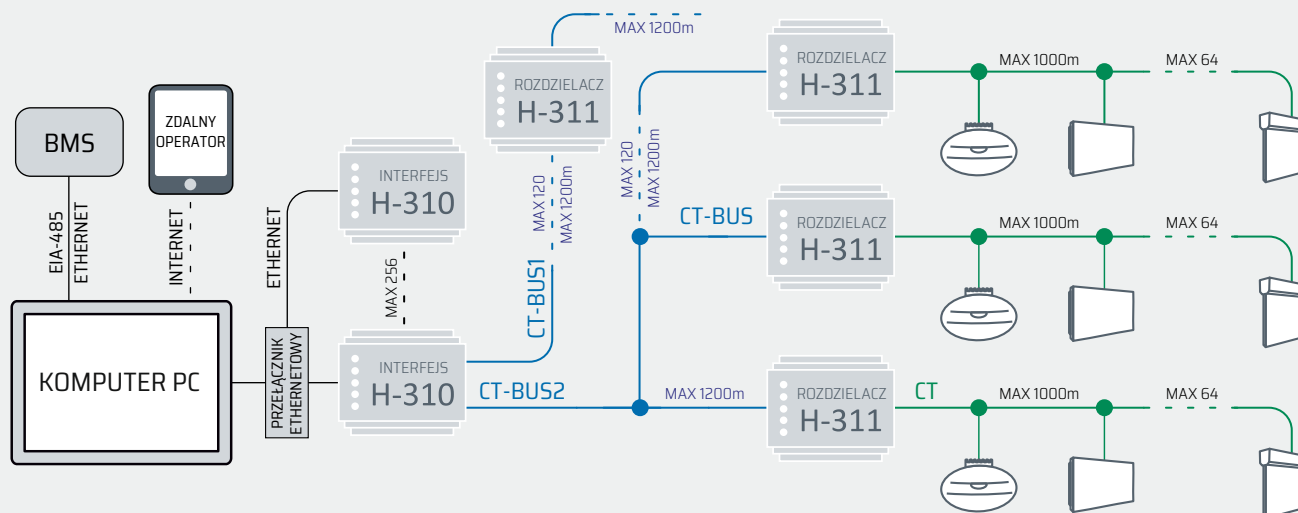 BMS
EIA-485
ETHERNET
ZDALNY
OPERATOR
INTERNET
KOMPUTER PC
ETHERNET
PRZEŁĄCZNIK
ETHERNETOWY
INTERFEJS
H-310
MAX 256
INTERFEJS
H-310
CT-BUS1
CT-BUS2
MAX 120
MAX 1200m
ROZDZIELACZ
H-311
MAX 1200m
MAX 120
MAX 1200m
CT-BUS
MAX 1200m
ROZDZIELACZ
H-311
MAX 1000m
MAX 64
ROZDZIELACZ
H-311
MAX 1000m
MAX 64
ROZDZIELACZ
H-311
CT
MAX 1000m
MAX 64